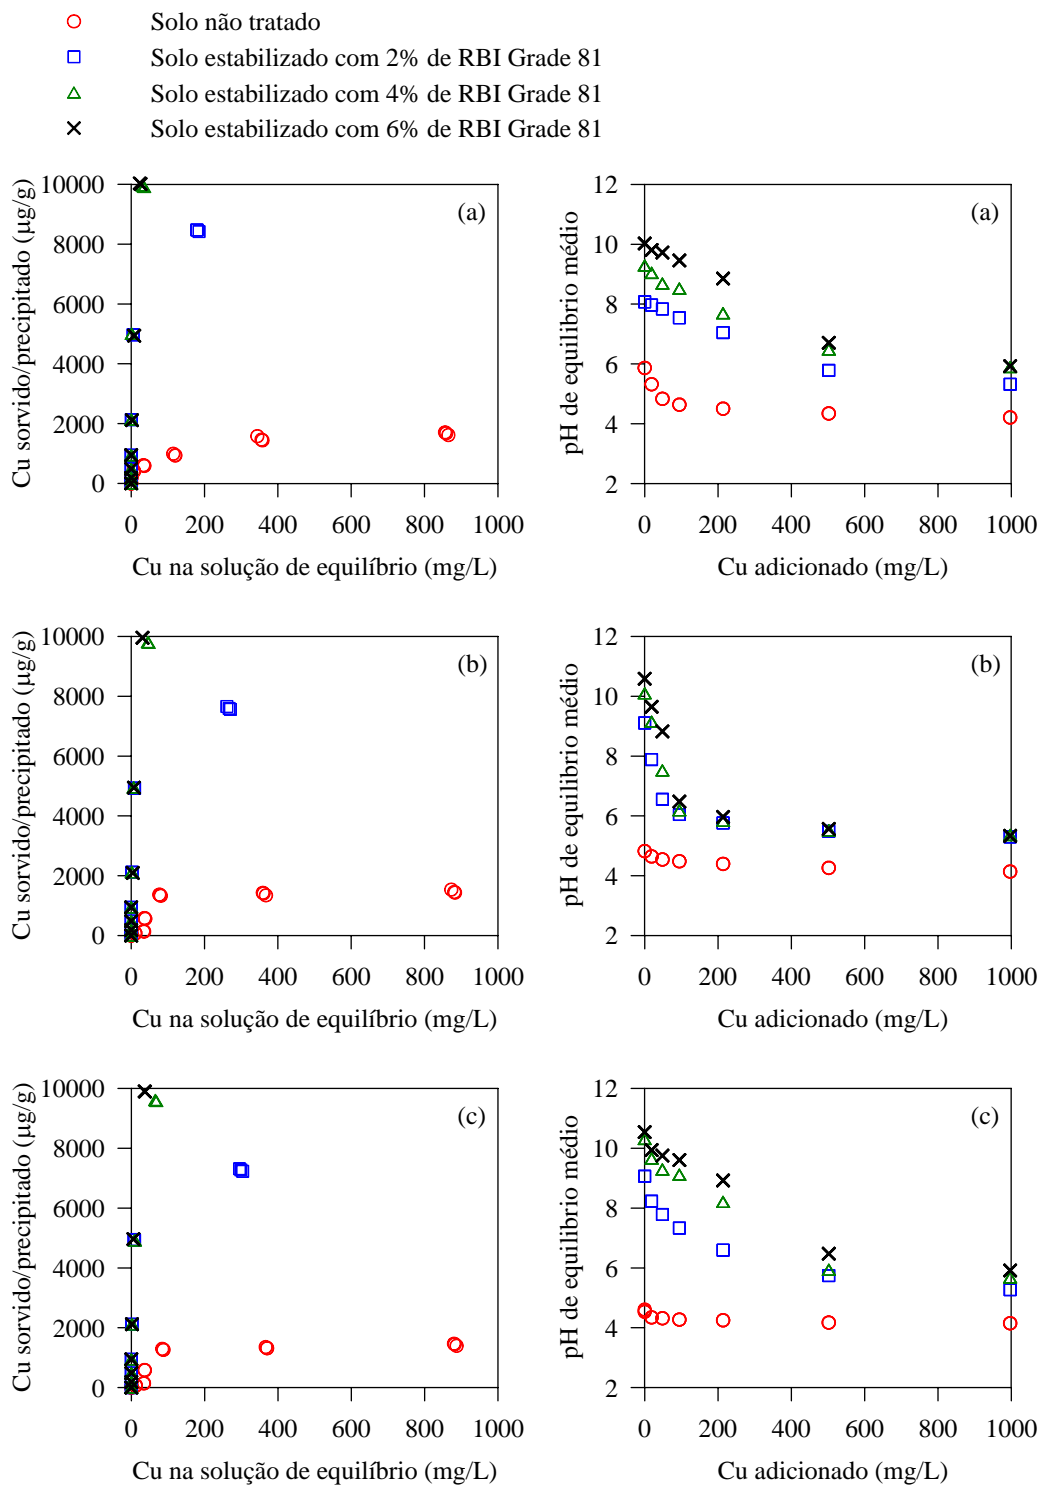 Solo não tratado
Solo estabilizado com 2% de RBI Grade 81
Solo estabilizado com 4% de RBI Grade 81
Solo estabilizado com 6% de RBI Grade 81
Cu sorvido/precipitado (µg/g)
10000
8000
6000
4000
2000
0
(a)
0 200 400 600 800 1000
Cu na solução de equilíbrio (mg/L)
pH de equilibrio médio
12
10
8
6
4
2
(a)
0 200 400 600 800 1000
Cu adicionado (mg/L)
Cu sorvido/precipitado (µg/g)
10000
8000
6000
4000
2000
0
(b)
0 200 400 600 800 1000
Cu na solução de equilíbrio (mg/L)
pH de equilibrio médio
12
10
8
6
4
2
(b)
0 200 400 600 800 1000
Cu adicionado (mg/L)
Cu sorvido/precipitado (µg/g)
10000
8000
6000
4000
2000
0
(c)
0 200 400 600 800 1000
Cu na solução de equilíbrio (mg/L)
pH de equilibrio médio
12
10
8
6
4
2
(c)
0 200 400 600 800 1000
Cu adicionado (mg/L)